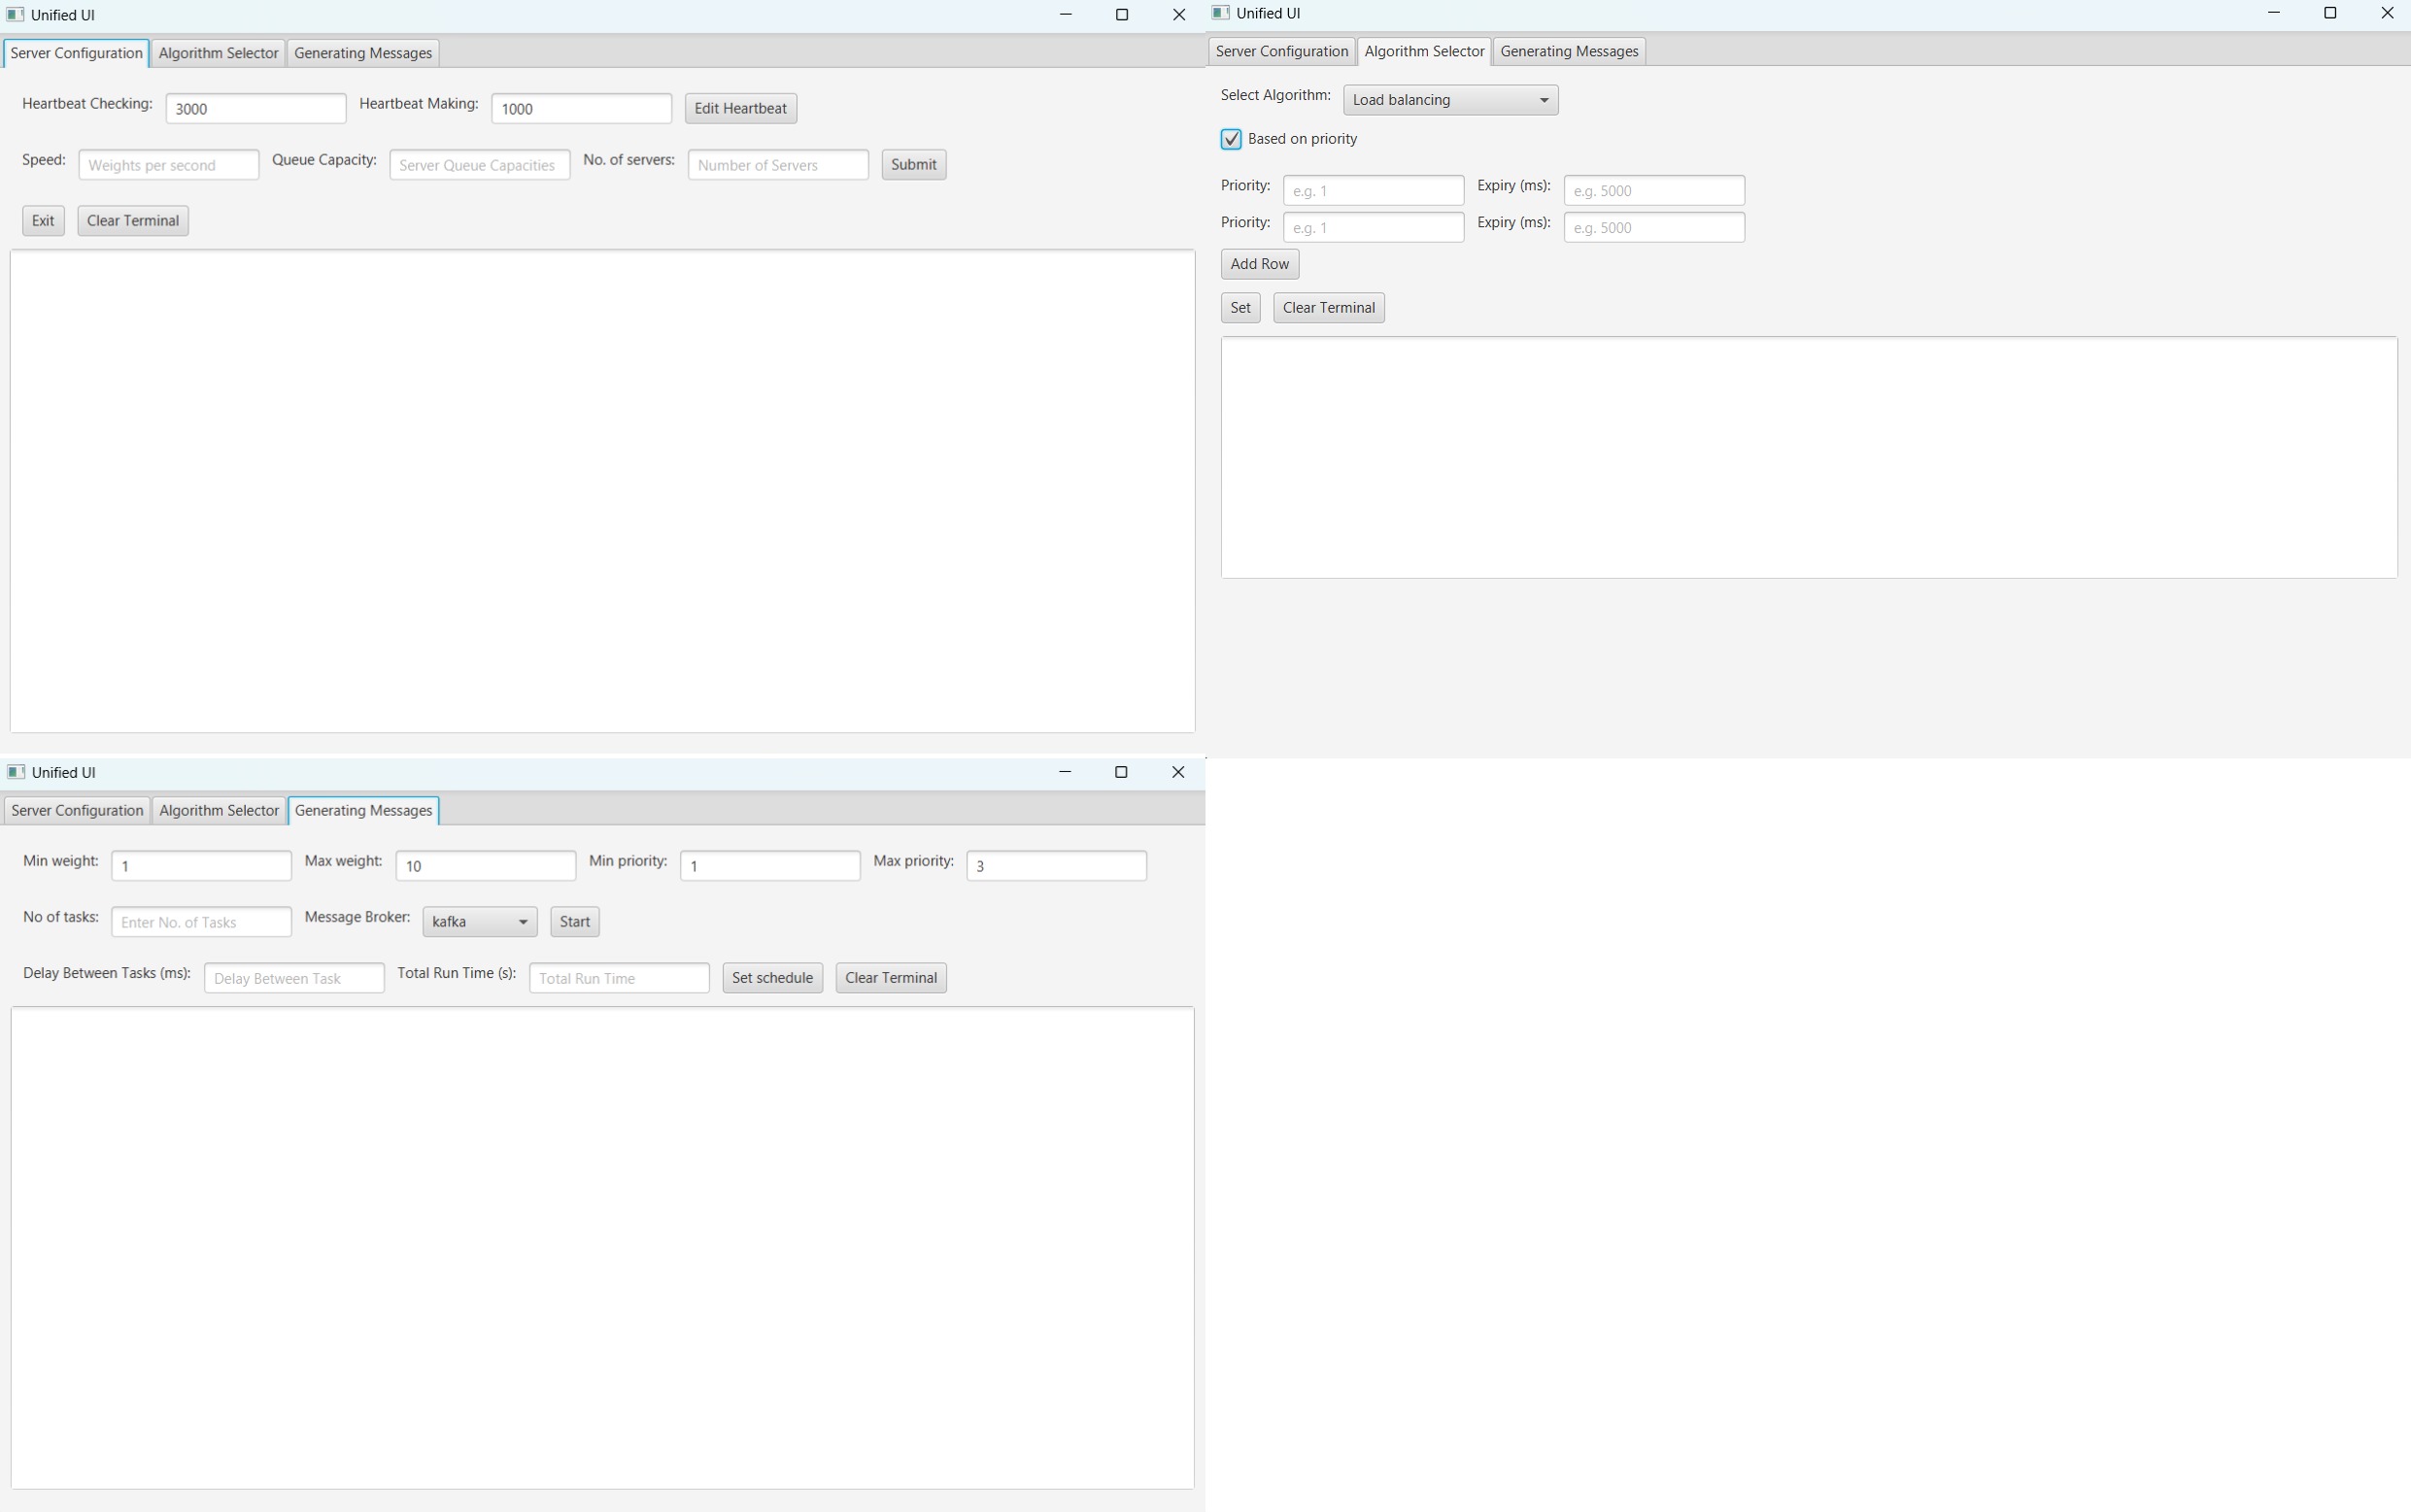 Unified UI
Server Configuration Algorithm Selector Generating Messages
Heartbeat Checking: 3000 Heartbeat Making: 1000 Edit Heartbeat
Speed: Weights per second Queue Capacity: Server Queue Capacities No. of servers: Number of Servers Submit
Exit Clear Terminal
Unified UI
Server Configuration Algorithm Selector Generating Messages
Select Algorithm: Load balancing
Based on priority
Priority: e.g. 1 Expiry (ms): e.g. 5000
Priority: e.g. 1 Expiry (ms): e.g. 5000
Add Row
Set Clear Terminal
Unified UI
Server Configuration Algorithm Selector Generating Messages
Min weight: 1 Max weight: 10 Min priority: 1 Max priority: 3
No of tasks: Enter No. of Tasks Message Broker: kafka Start
Delay Between Tasks (ms): Delay Between Task Total Run Time (s): Total Run Time Set schedule Clear Terminal